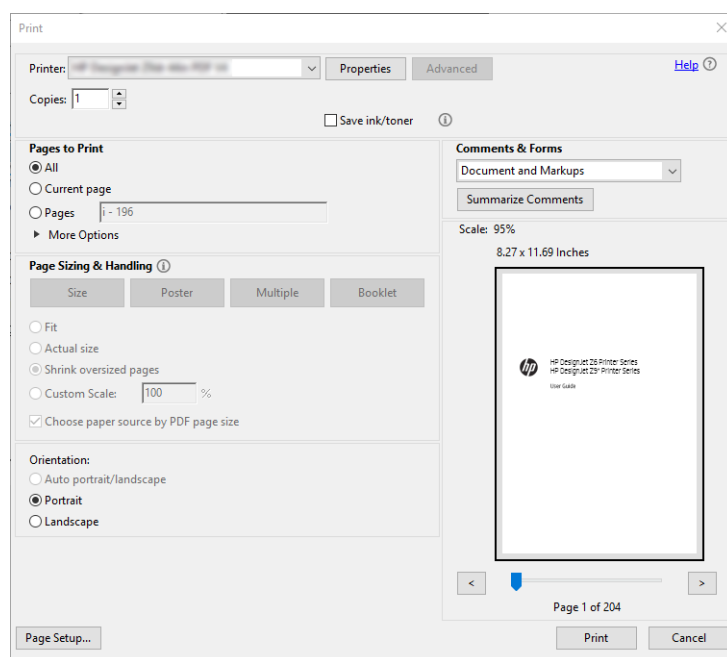 Print
Printer:
Properties
Advanced
Help
Copies: 1
Save ink/toner
Pages to Print
All
Current page
Pages i - 196
More Options
Page Sizing & Handling
Size Poster Multiple Booklet
Fit
Actual size
Shrink oversized pages
Custom Scale: 100 %
Choose paper source by PDF page size
Orientation:
Auto portrait/landscape
Portrait
Landscape
Comments & Forms
Document and Markups
Summarize Comments
Scale: 95%
8.27 x 11.69 Inches
hp
HP DesignJet Z6 Printer Series
HP DesignJet Z9⁺ Printer Series
User Guide
< >
Page 1 of 204
Page Setup...
Print Cancel